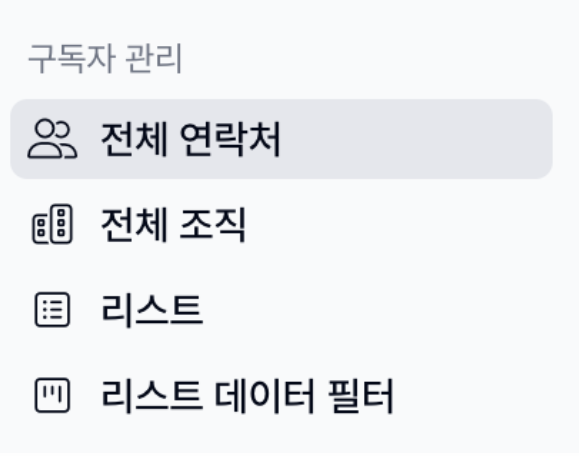 구독자 관리
전체 연락처
전체 조직
리스트
리스트 데이터 필터